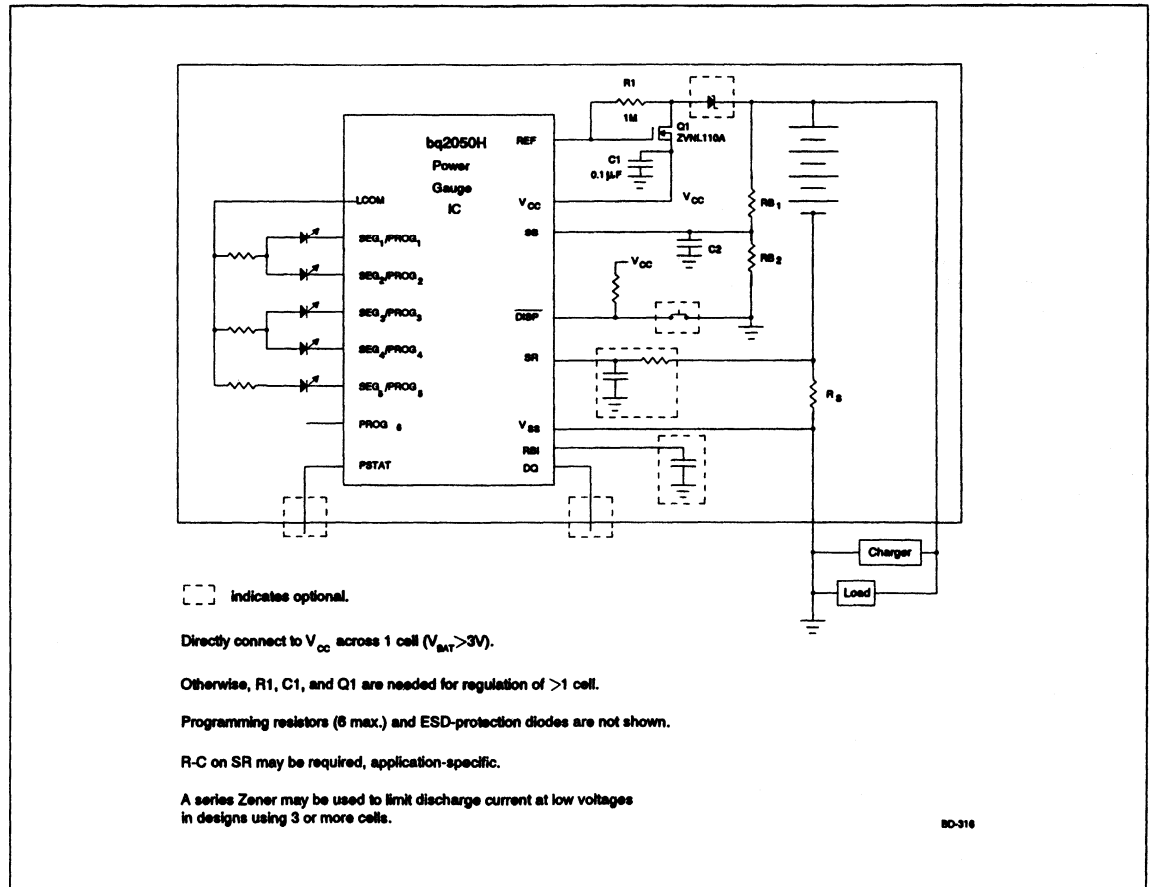 R1
1M
Q1
ZVNL110A
C1
0.1 µF
bq2050H
Power
Gauge
IC
REF
VCC
VCC
LCOM
SEG1/PROG1
SEG2/PROG2
SEG3/PROG3
SEG4/PROG4
SEG5/PROG5
PROG6
PSTAT
SB
C2
RB1
RB2
VCC
DISP
SR
RS
VSS
RBI
DQ
Charger
Load
indicates optional.
Directly connect to VCC across 1 cell (VBAT>3V).
Otherwise, R1, C1, and Q1 are needed for regulation of >1 cell.
Programming resistors (6 max.) and ESD-protection diodes are not shown.
R-C on SR may be required, application-specific.
A series Zener may be used to limit discharge current at low voltages
in designs using 3 or more cells.
BD-316